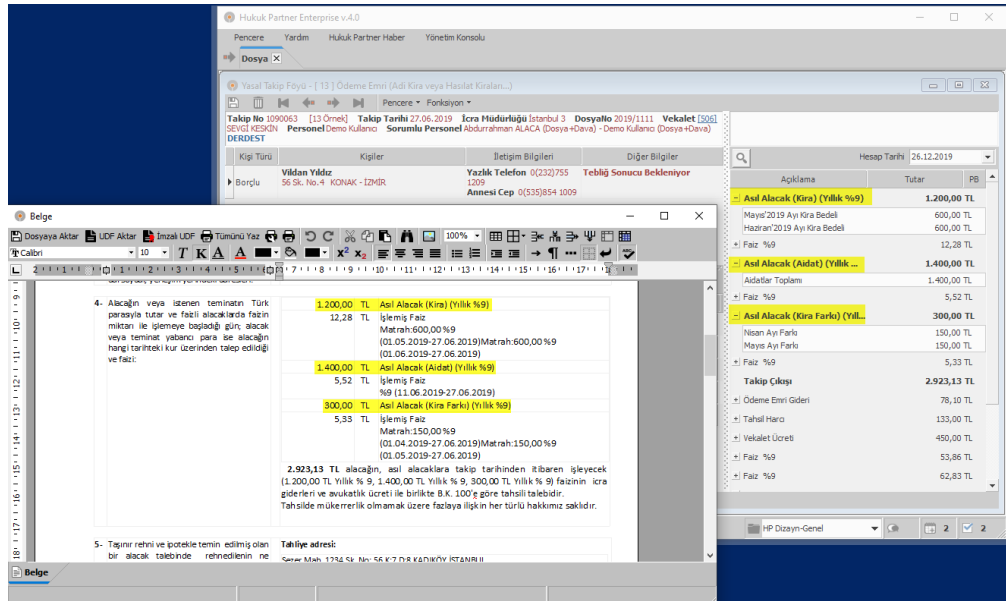 Hukuk Partner Enterprise v.4.0
Pencere Yardım Hukuk Partner Haber Yönetim Konsolu
Dosya
Yasal Takip Föyü - [ 13 ] Ödeme Emri (Adi Kira veya Hasılat Kiraları...)
Pencere Fonksiyon
Takip No 1090063 [13 Örnek] Takip Tarihi 27.06.2019 İcra Müdürlüğü İstanbul 3 DosyaNo 2019/1111 Vekalet [506]
SEVGİ KESKİN Personel Demo Kullanıcı Sorumlu Personel Abdurrahman ALACA (Dosya+Dava) - Demo Kullanıcı (Dosya+Dava)
DERDEST
Kişi Türü Kişiler İletişim Bilgileri Diğer Bilgiler
Borçlu
Vildan Yıldız
56 Sk. No.4 KONAK - İZMİR
Yazlık Telefon 0(232)755
1209
Annesi Cep 0(535)854 1009
Tebliğ Sonucu Bekleniyor
Hesap Tarihi 26.12.2019
Açıklama Tutar PB
Asıl Alacak (Kira) (Yıllık %9) 1.200,00 TL
Mayıs'2019 Ayı Kira Bedeli 600,00 TL
Haziran'2019 Ayı Kira Bedeli 600,00 TL
Faiz %9 12,28 TL
Asıl Alacak (Aidat) (Yıllık ... 1.400,00 TL
Aidatlar Toplamı 1.400,00 TL
Faiz %9 5,52 TL
Asıl Alacak (Kira Farkı) (Yıll... 300,00 TL
Nisan Ayı Farkı 150,00 TL
Mayıs Ayı Farkı 150,00 TL
Faiz %9 5,33 TL
Takip Çıkışı 2.923,13 TL
Ödeme Emri Gideri 78,10 TL
Tahsil Harcı 133,00 TL
Vekalet Ücreti 450,00 TL
Faiz %9 53,86 TL
Faiz %9 62,83 TL
HP Dizayn-Genel 2 2
Belge
Dosyaya Aktar UDF Aktar İmzalı UDF Tümünü Yaz 100%
Calibri 10 T K A A x² x₂
4- Alacağın veya istenen teminatın Türk
parasıyla tutar ve faizli alacaklarda faizin
miktarı ile işlemeye başladığı gün; alacak
veya teminat yabancı para ise alacağın
hangi tarihteki kur üzerinden talep edildiği
ve faizi:
1.200,00 TL Asıl Alacak (Kira) (Yıllık %9)
12,28 TL İşlemiş Faiz
Matrah:600,00 %9
(01.05.2019-27.06.2019)Matrah:600,00 %9
(01.06.2019-27.06.2019)
1.400,00 TL Asıl Alacak (Aidat) (Yıllık %9)
5,52 TL İşlemiş Faiz
%9 (11.06.2019-27.06.2019)
300,00 TL Asıl Alacak (Kira Farkı) (Yıllık %9)
5,33 TL İşlemiş Faiz
Matrah:150,00 %9
(01.04.2019-27.06.2019)Matrah:150,00 %9
(01.05.2019-27.06.2019)
2.923,13 TL alacağın, asıl alacaklara takip tarihinden itibaren işleyecek
(1.200,00 TL Yıllık % 9, 1.400,00 TL Yıllık % 9, 300,00 TL Yıllık % 9) faizinin icra
giderleri ve avukatlık ücreti ile birlikte B.K. 100'e göre tahsili talebidir.
Tahsilde mükerrerlik olmamak üzere fazlaya ilişkin her türlü hakkımız saklıdır.
5- Taşınır rehni ve ipotekle temin edilmiş olan
bir alacak talebinde rehnedilenin ne
Tahliye adresi:
Sezer Mah. 1234 Sk. No: 56 K:7 D:8 KADIKÖY İSTANBUL
Belge